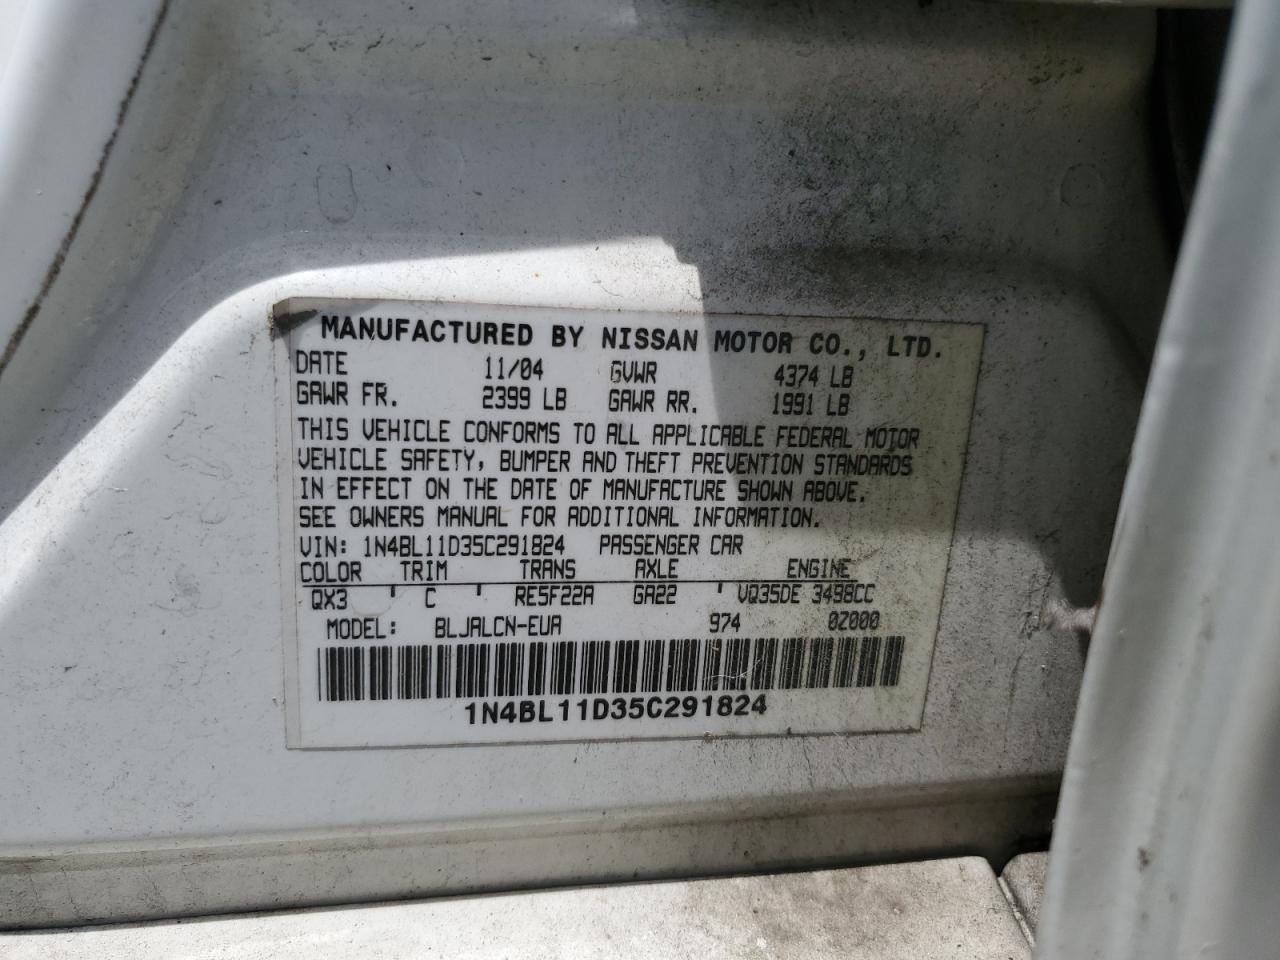 MANUFACTURED BY NISSAN MOTOR CO., LTD.
DATE 11/04 GVWR 4374 LB
GAWR FR. 2399 LB GAWR RR. 1991 LB
THIS VEHICLE CONFORMS TO ALL APPLICABLE FEDERAL MOTOR
VEHICLE SAFETY, BUMPER AND THEFT PREVENTION STANDARDS
IN EFFECT ON THE DATE OF MANUFACTURE SHOWN ABOVE.
SEE OWNERS MANUAL FOR ADDITIONAL INFORMATION.
VIN: 1N4BL11D35C291824 PASSENGER CAR
COLOR TRIM TRANS AXLE ENGINE
QX3 ' C ' RE5F22A GA22 ' VQ35DE 3498CC
MODEL: BLJALCN-EUA 974 0Z000
1N4BL11D35C291824